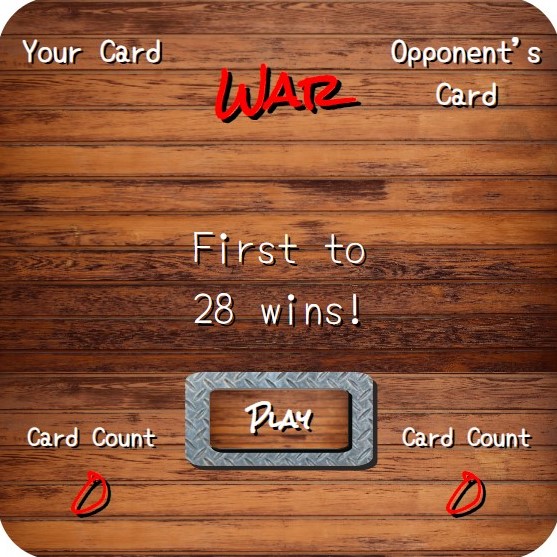 Your Card
War
Opponent's
Card
First to
28 wins!
Play
Card Count
0
Card Count
0